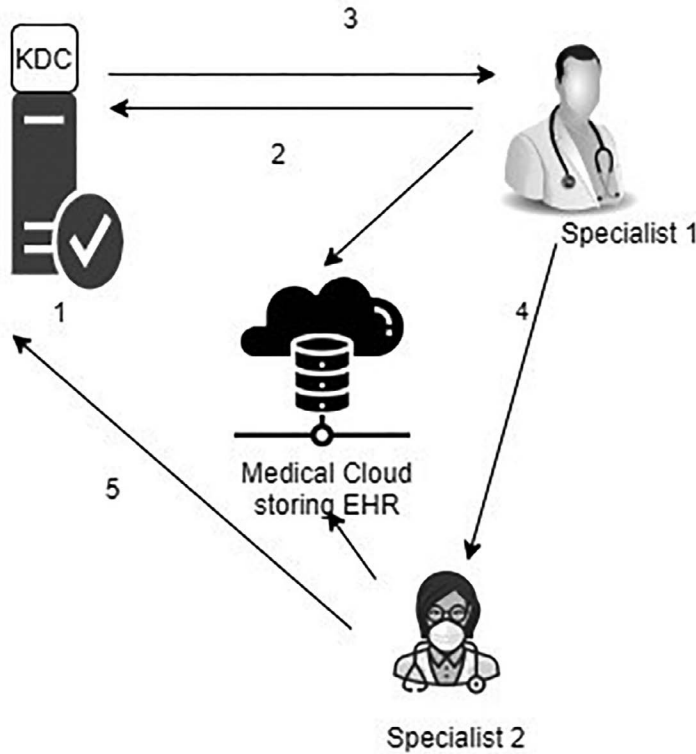 3
KDC
2
Specialist 1
1
4
Medical Cloud
storing EHR
5
Specialist 2